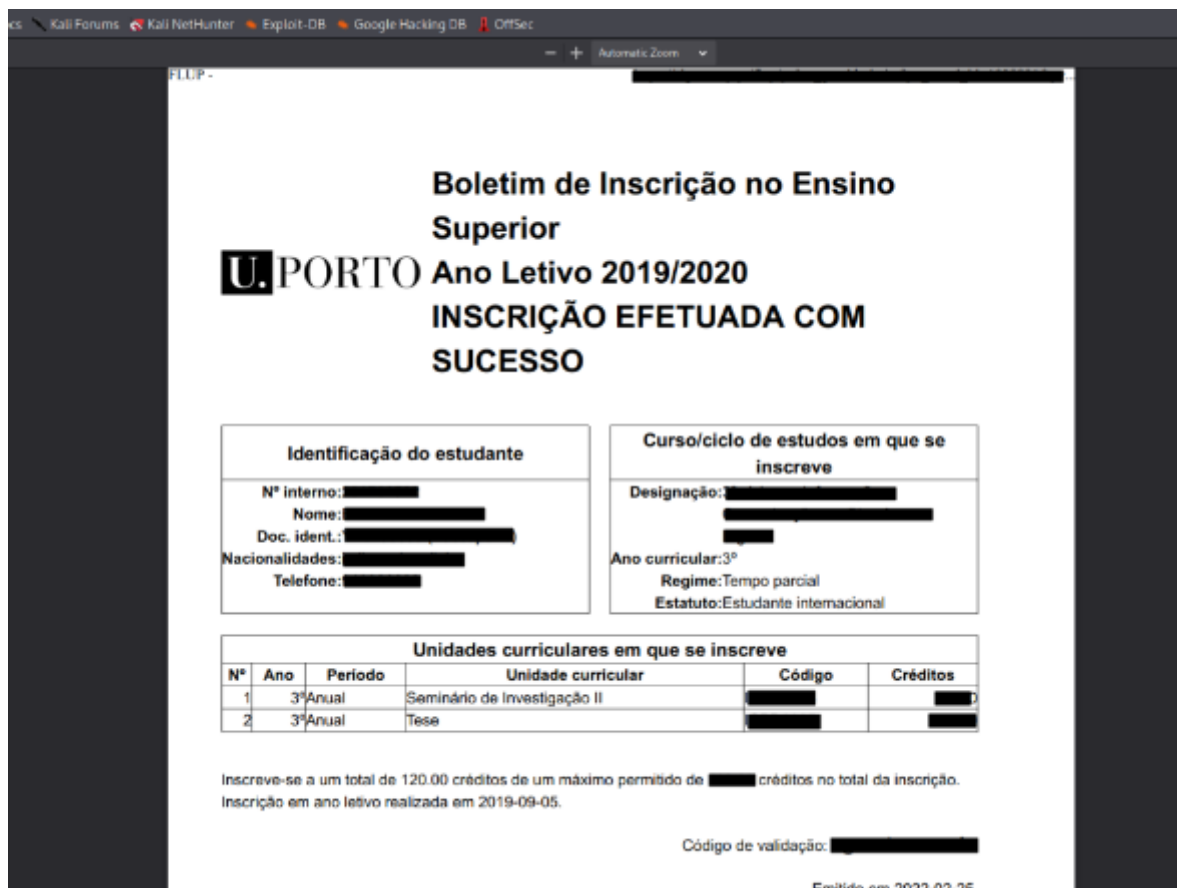 Kali Forums Kali NetHunter Exploit-DB Google Hacking DB OffSec
− + Automatic Zoom
FLUP -
Boletim de Inscrição no Ensino
Superior
U.PORTO Ano Letivo 2019/2020
INSCRIÇÃO EFETUADA COM
SUCESSO
Identificação do estudante
Nº interno:
Nome:
Doc. ident.:
Nacionalidades:
Telefone:
Curso/ciclo de estudos em que se
inscreve
Designação:
Ano curricular:3º
Regime:Tempo parcial
Estatuto:Estudante internacional
Unidades curriculares em que se inscreve
Nº Ano Período Unidade curricular Código Créditos
1 3º Anual Seminário de Investigação II
2 3º Anual Tese
Inscreve-se a um total de 120.00 créditos de um máximo permitido de créditos no total da inscrição.
Inscrição em ano letivo realizada em 2019-09-05.
Código de validação:
Emitido em 2022-02-25